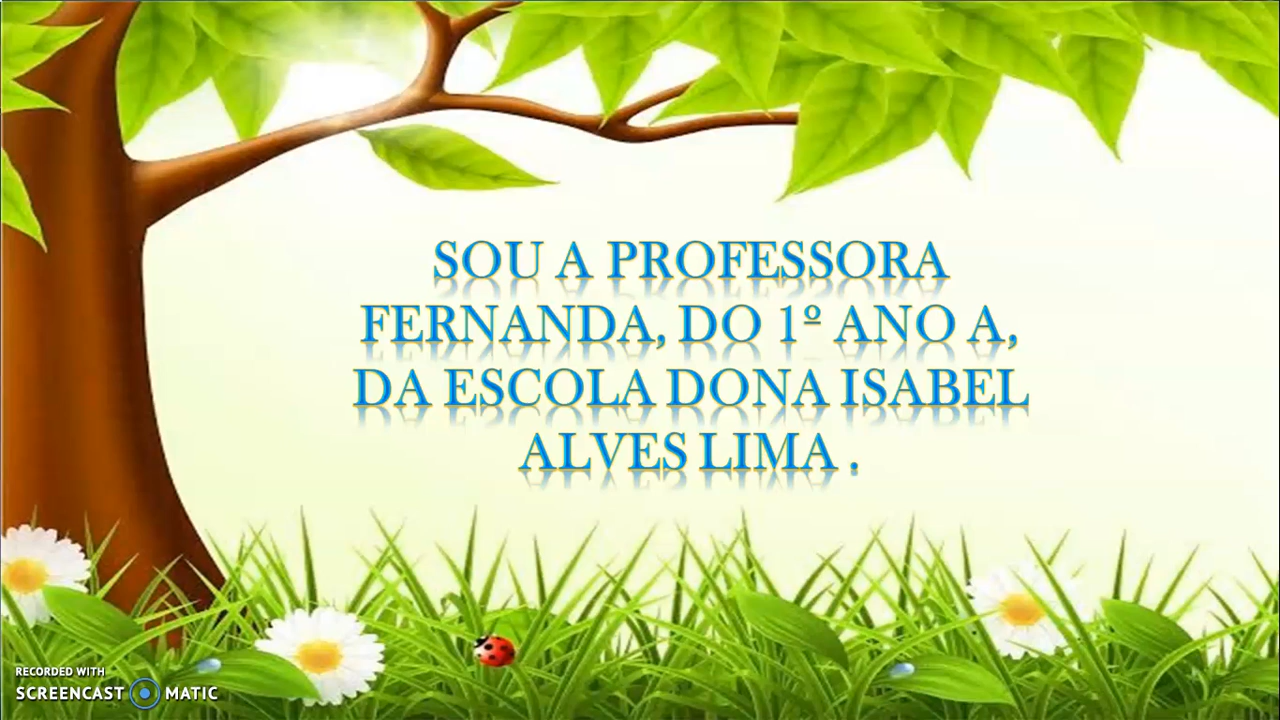 SOU A PROFESSORA
FERNANDA, DO 1º ANO A,
DA ESCOLA DONA ISABEL
ALVES LIMA .
RECORDED WITH
SCREENCAST MATIC